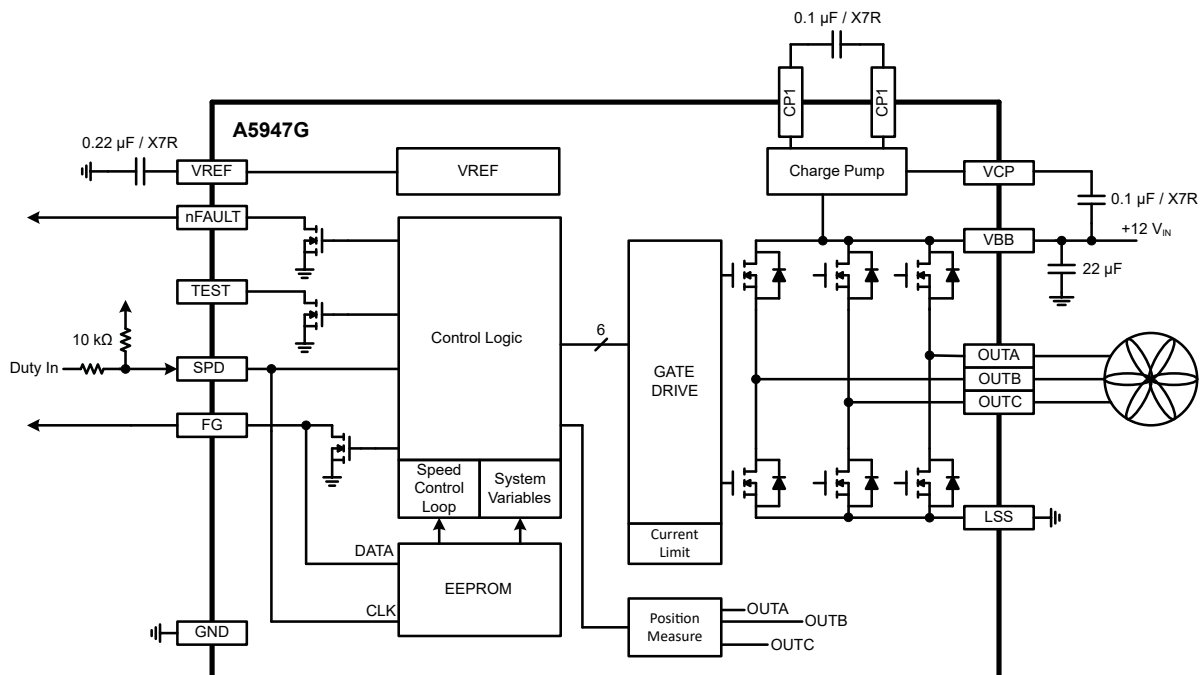 0.1 µF / X7R
CP1
CP1
A5947G
0.22 µF / X7R
VREF
VREF
Charge Pump
VCP
0.1 µF / X7R
nFAULT
+12 VIN
VBB
22 µF
TEST
10 kΩ
Control Logic
6
GATE
DRIVE
Duty In
SPD
OUTA
OUTB
OUTC
FG
Speed
Control
Loop
System
Variables
LSS
Current
Limit
DATA
EEPROM
CLK
Position
Measure
OUTA
OUTB
OUTC
GND